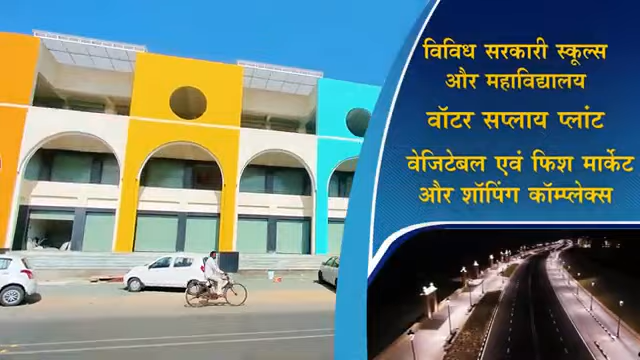 विविध सरकारी स्कूल्स
और महाविद्यालय
वॉटर सप्लाय प्लांट
वेजिटेबल एवं फिश मार्केट
और शॉपिंग कॉम्प्लेक्स